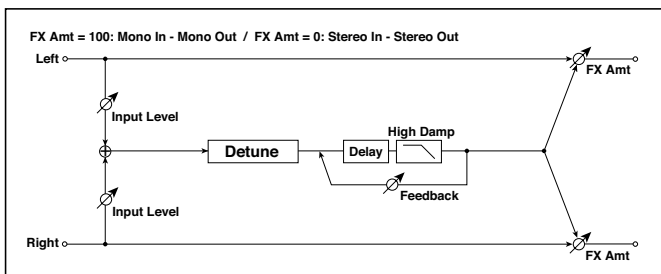 FX Amt = 100: Mono In - Mono Out / FX Amt = 0: Stereo In - Stereo Out
Left
FX Amt
Input Level
High Damp
Detune
Delay
Feedback
Input Level
Right
FX Amt